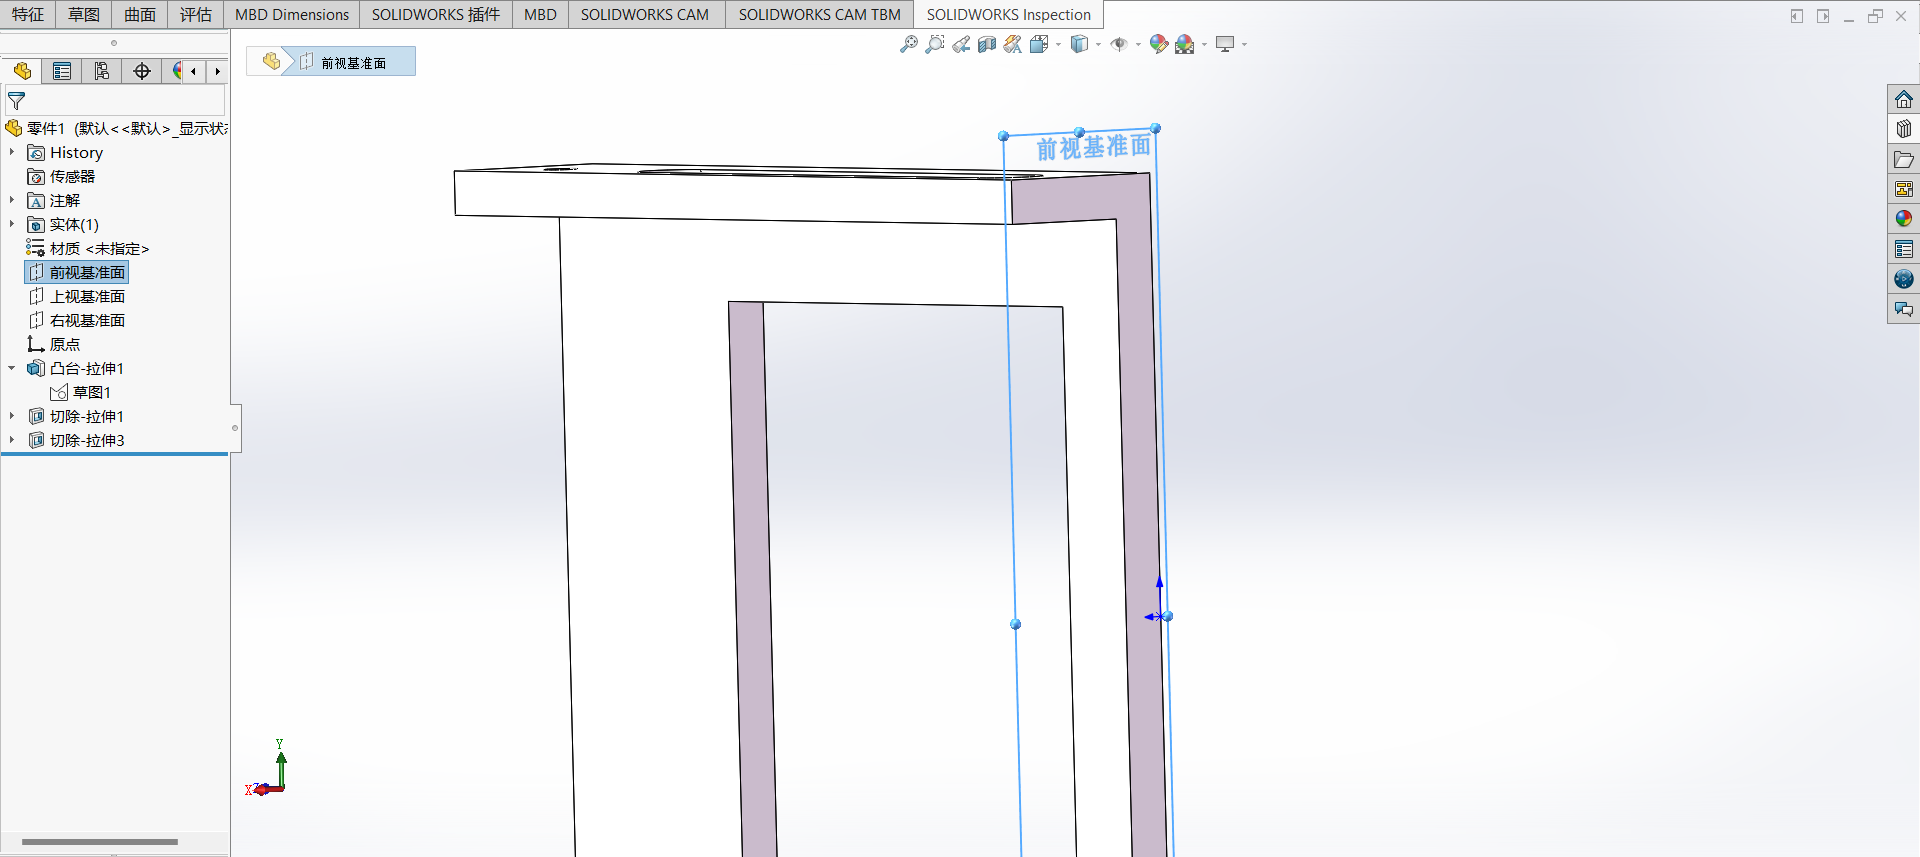 特征 草图 曲面 评估 MBD Dimensions SOLIDWORKS 插件 MBD SOLIDWORKS CAM SOLIDWORKS CAM TBM SOLIDWORKS Inspection
前视基准面
零件1 (默认<<默认>_显示状
History
传感器
注解
实体(1)
材质 <未指定>
前视基准面
上视基准面
右视基准面
原点
凸台-拉伸1
草图1
切除-拉伸1
切除-拉伸3
前视基准面
Y
X
Z